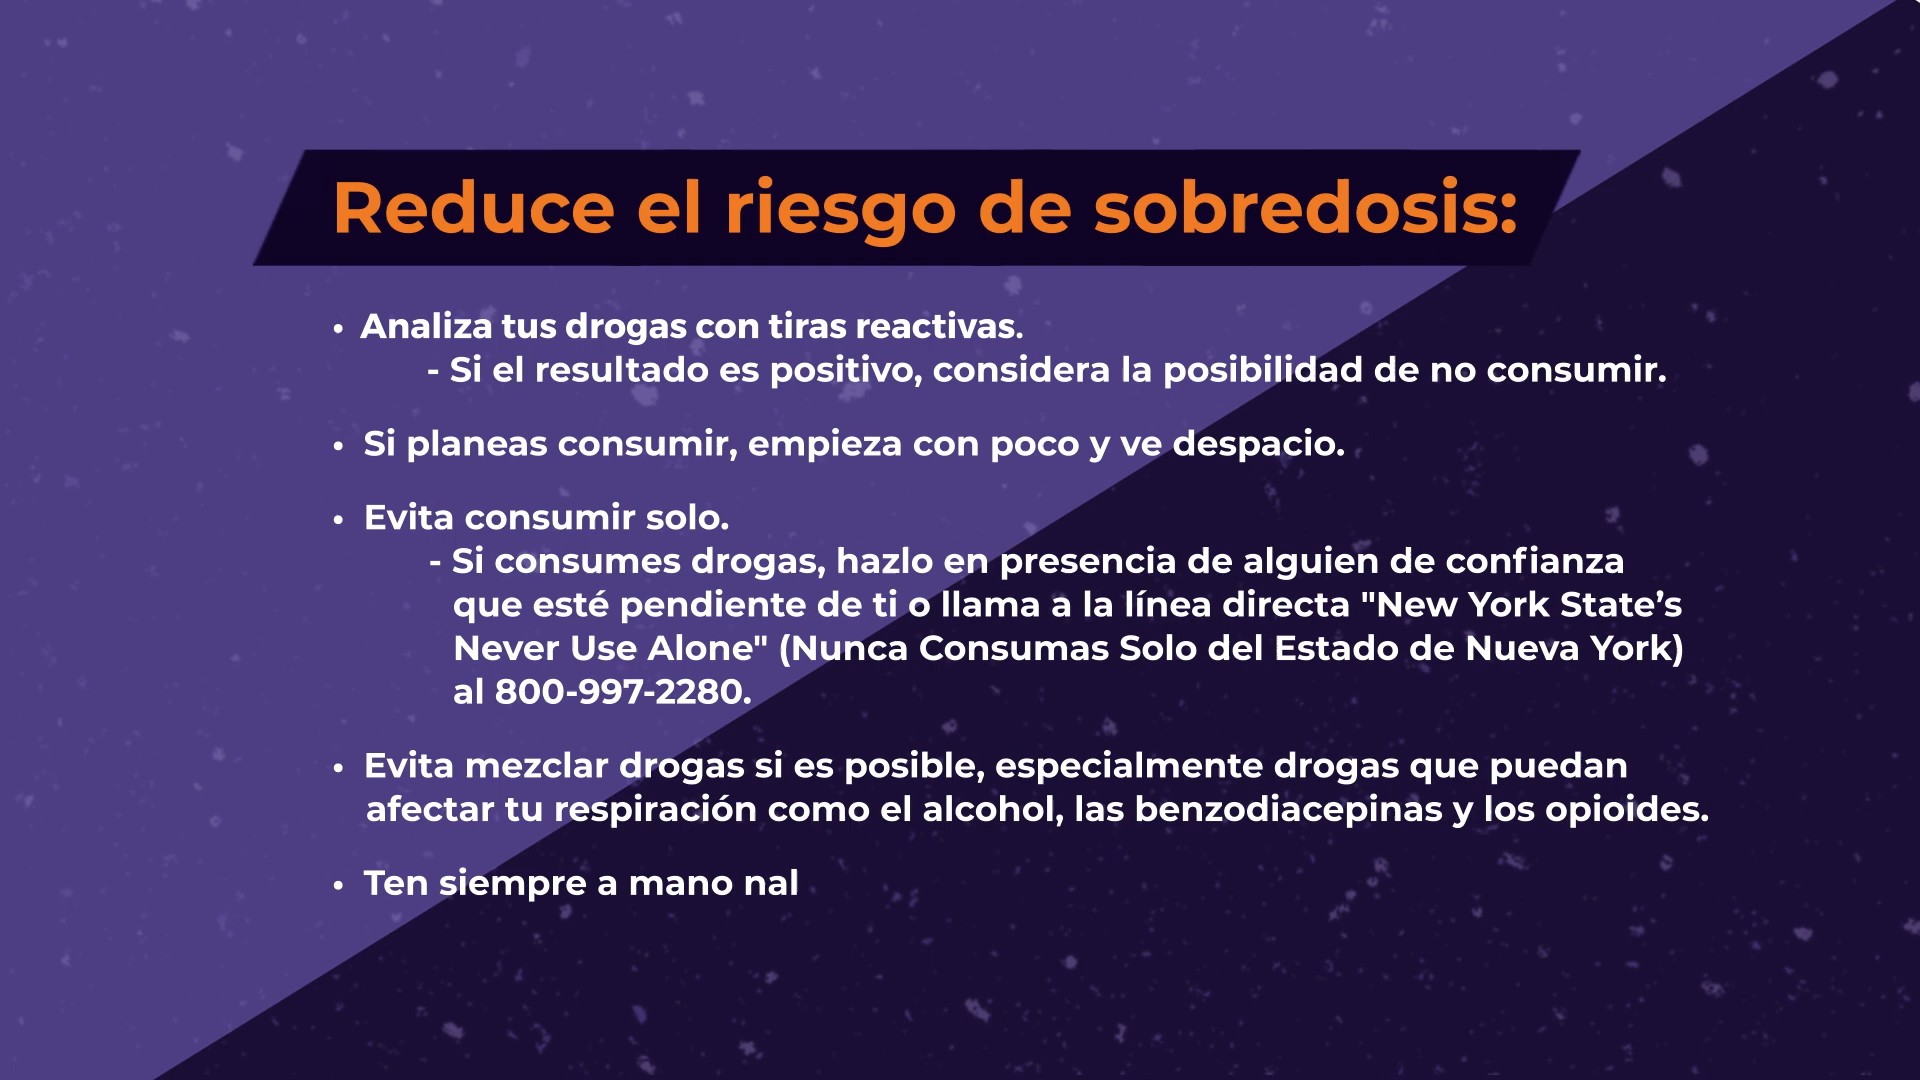 Reduce el riesgo de sobredosis:
• Analiza tus drogas con tiras reactivas.
- Si el resultado es positivo, considera la posibilidad de no consumir.
• Si planeas consumir, empieza con poco y ve despacio.
• Evita consumir solo.
- Si consumes drogas, hazlo en presencia de alguien de confianza
que esté pendiente de ti o llama a la línea directa "New York State’s
Never Use Alone" (Nunca Consumas Solo del Estado de Nueva York)
al 800-997-2280.
• Evita mezclar drogas si es posible, especialmente drogas que puedan
afectar tu respiración como el alcohol, las benzodiacepinas y los opioides.
• Ten siempre a mano nal